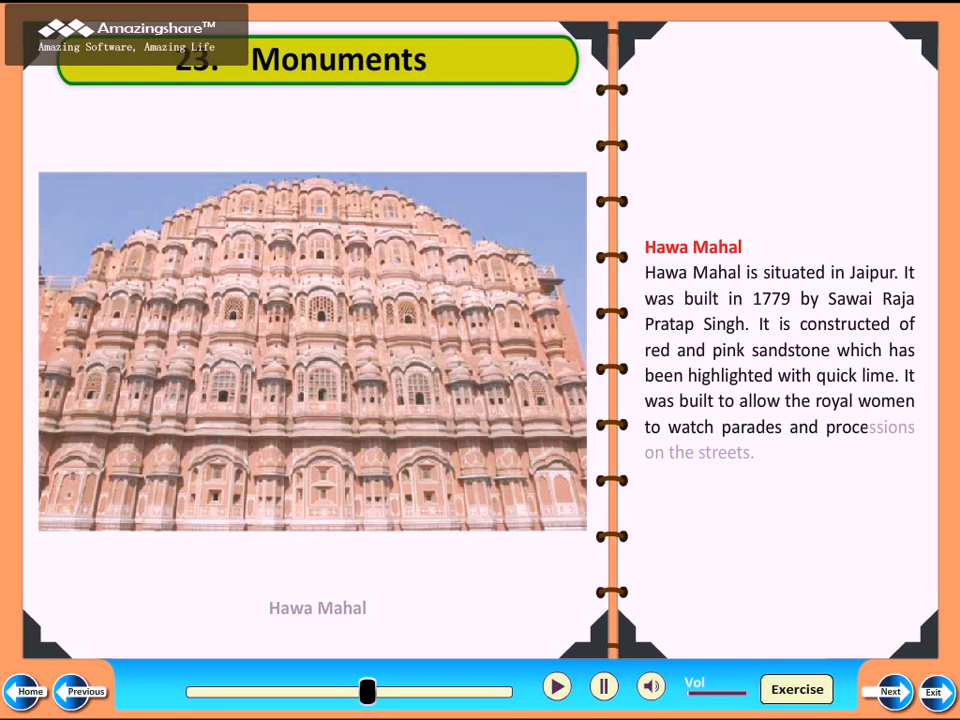 Amazingshare™
Amazing Software, Amazing Life
23. Monuments
Hawa Mahal
Hawa Mahal
Hawa Mahal is situated in Jaipur. It
was built in 1779 by Sawai Raja
Pratap Singh. It is constructed of
red and pink sandstone which has
been highlighted with quick lime. It
was built to allow the royal women
to watch parades and processions
on the streets.
Home
Previous
Vol
Exercise
Next
Exit